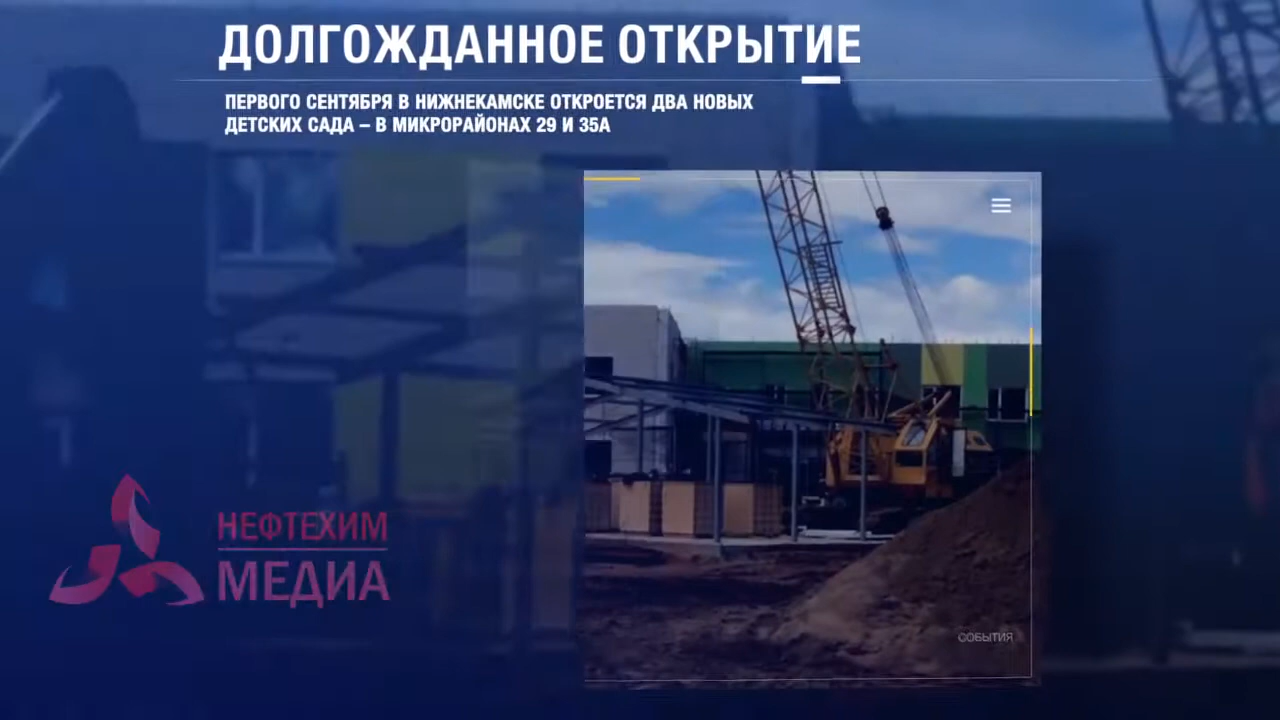 ДОЛГОЖДАННОЕ ОТКРЫТИЕ
ПЕРВОГО СЕНТЯБРЯ В НИЖНЕКАМСКЕ ОТКРОЕТСЯ ДВА НОВЫХ
ДЕТСКИХ САДА – В МИКРОРАЙОНАХ 29 И 35А
НЕФТЕХИМ
МЕДИА
СОБЫТИЯ